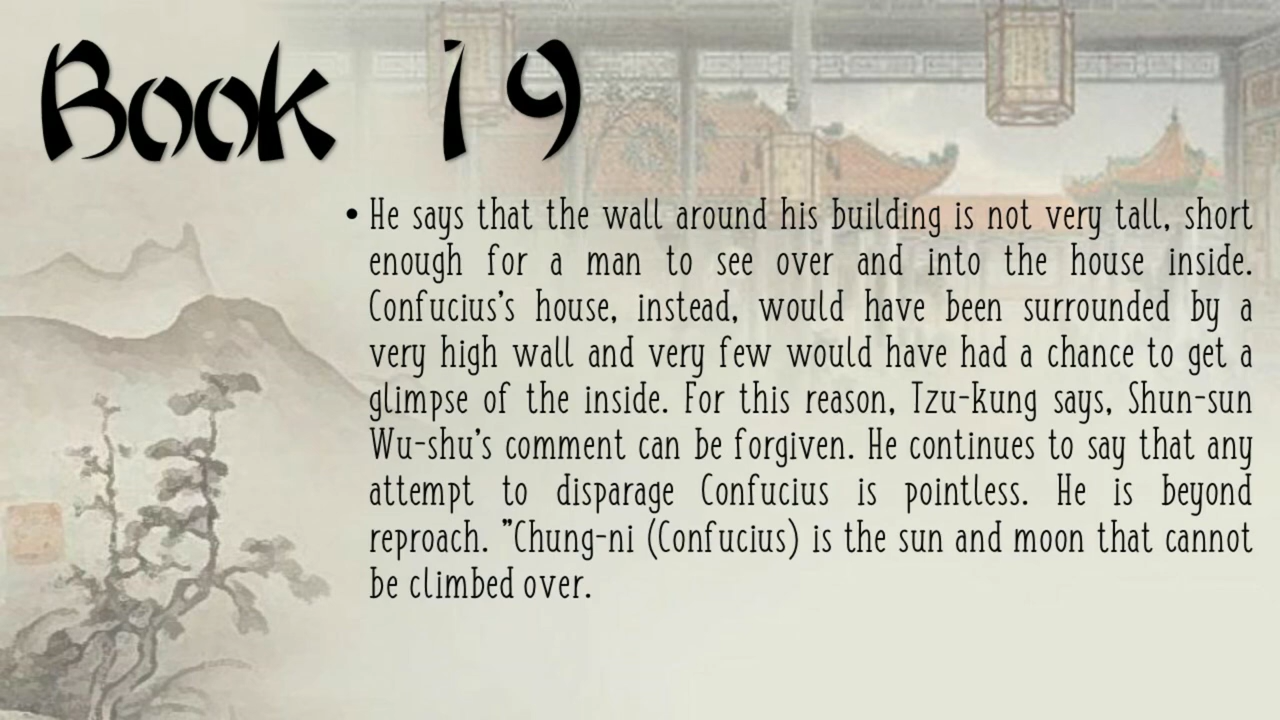 Book 19
• He says that the wall around his building is not very tall, short
enough for a man to see over and into the house inside.
Confucius's house, instead, would have been surrounded by a
very high wall and very few would have had a chance to get a
glimpse of the inside. For this reason, Tzu-kung says, Shun-sun
Wu-shu's comment can be forgiven. He continues to say that any
attempt to disparage Confucius is pointless. He is beyond
reproach. "Chung-ni (Confucius) is the sun and moon that cannot
be climbed over.